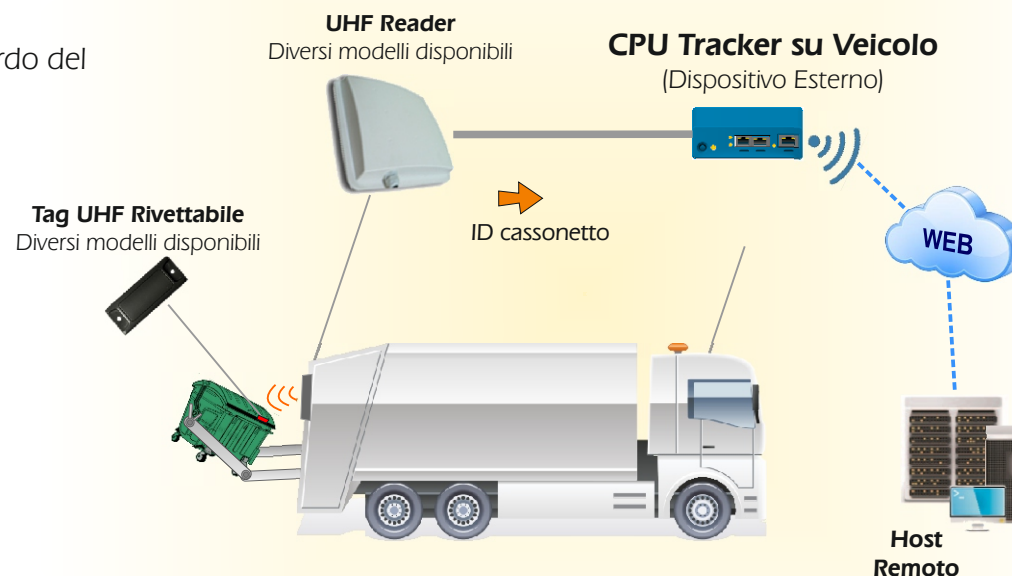 rdo del
UHF Reader
Diversi modelli disponibili
CPU Tracker su Veicolo
(Dispositivo Esterno)
Tag UHF Rivettabile
Diversi modelli disponibili
ID cassonetto
WEB
Host
Remoto